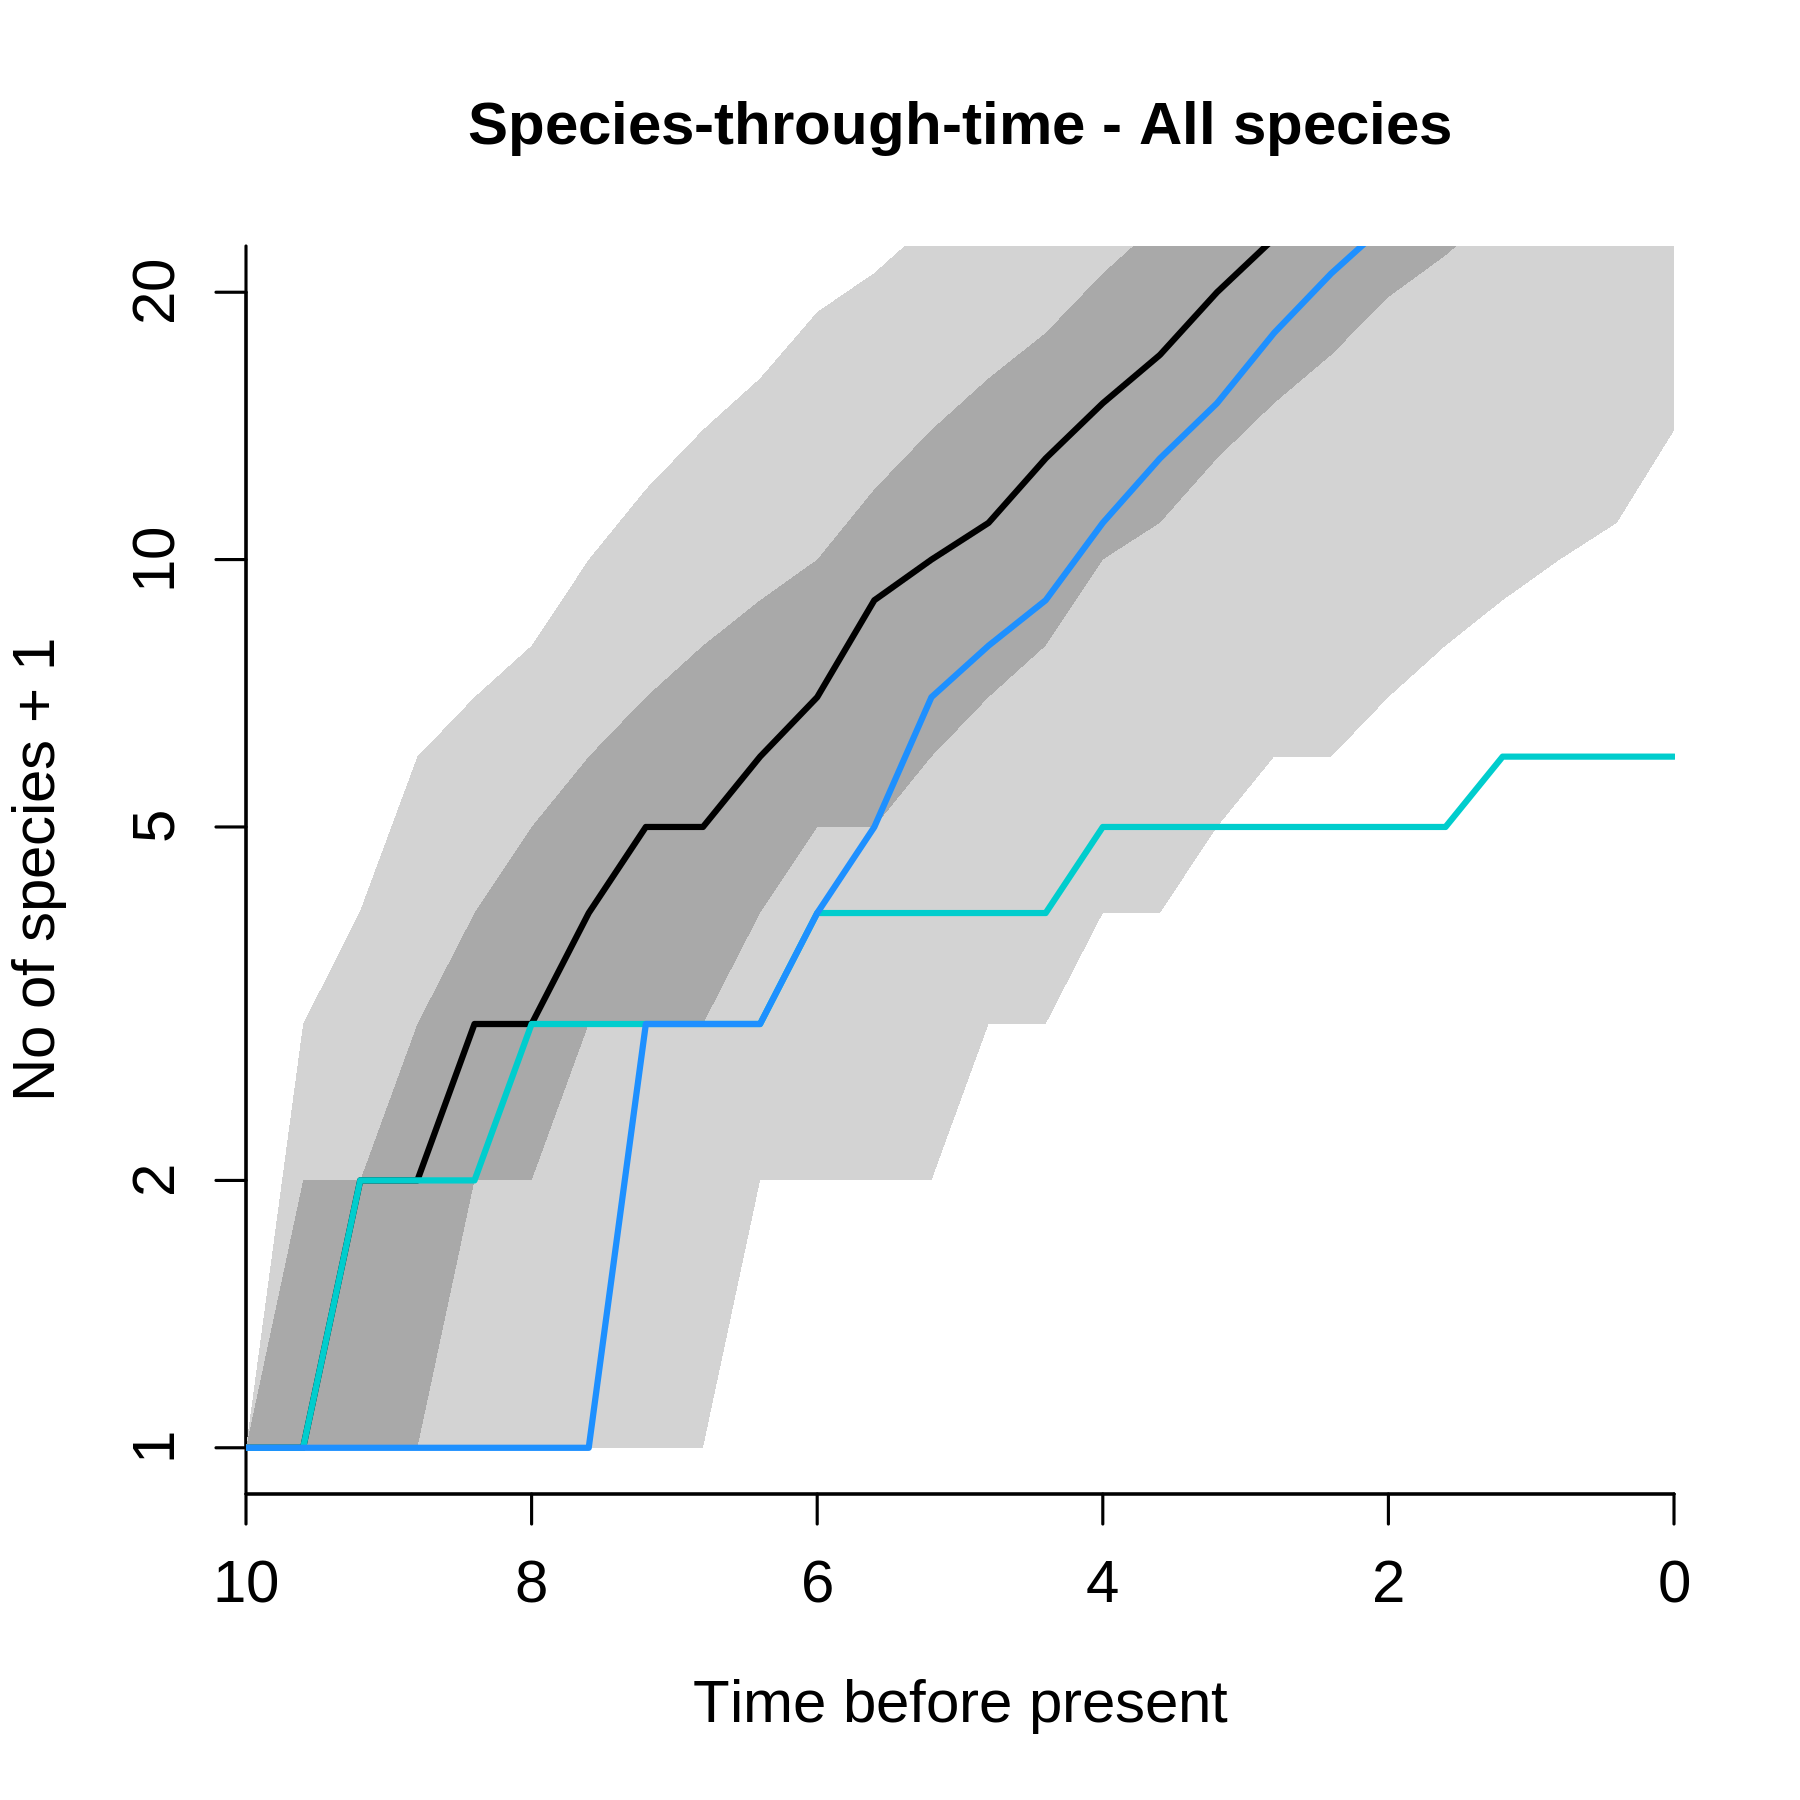 Species-through-time - All species
No of species + 1
20
10
5
2
1
10 8 6 4 2 0
Time before present